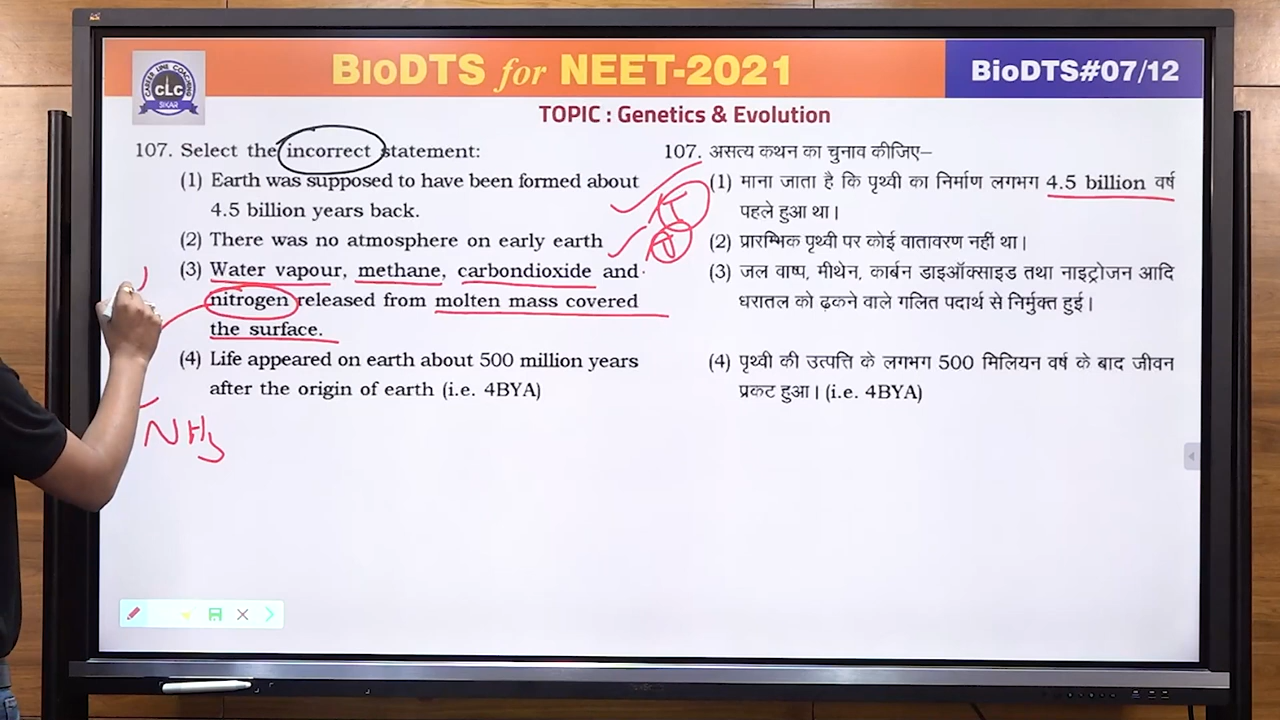 BIODTS for NEET-2021
BIODTS#07/12
CAREER LINE COACHING
CLC
SIKAR
TOPIC : Genetics & Evolution
107. Select the incorrect statement:
(1) Earth was supposed to have been formed about
4.5 billion years back.
(2) There was no atmosphere on early earth
(3) Water vapour, methane, carbondioxide and
nitrogen released from molten mass covered
the surface.
(4) Life appeared on earth about 500 million years
after the origin of earth (i.e. 4BYA)
NH3
107. असत्य कथन का चुनाव कीजिए–
(1) माना जाता है कि पृथ्वी का निर्माण लगभग 4.5 billion वर्ष
पहले हुआ था।
(2) प्रारम्भिक पृथ्वी पर कोई वातावरण नहीं था।
(3) जल वाष्प, मीथेन, कार्बन डाइऑक्साइड तथा नाइट्रोजन आदि
धरातल को ढ़कने वाले गलित पदार्थ से निर्मुक्त हुई।
(4) पृथ्वी की उत्पत्ति के लगभग 500 मिलियन वर्ष के बाद जीवन
प्रकट हुआ। (i.e. 4BYA)